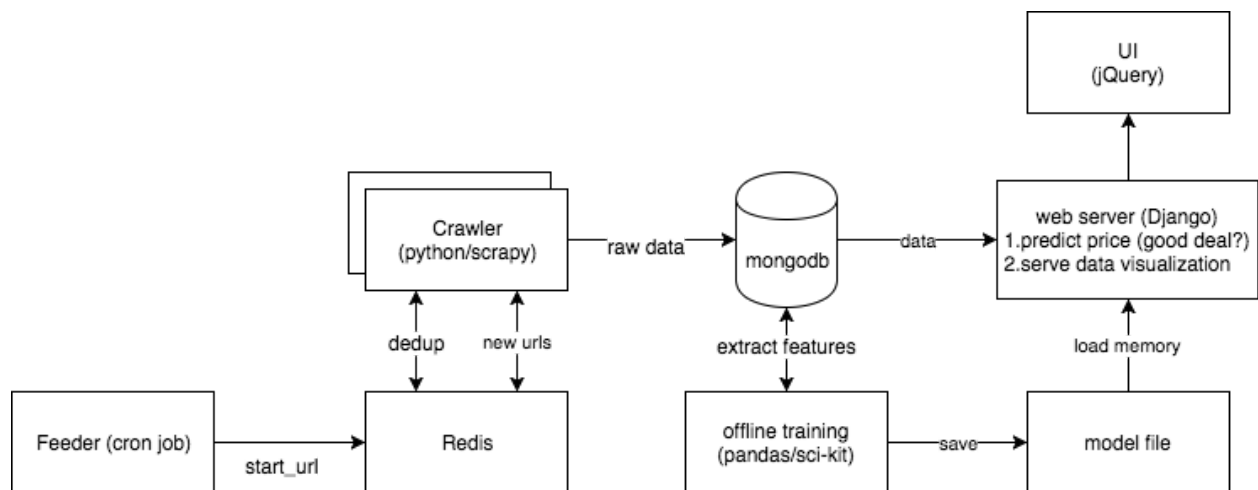 UI
(jQuery)
Crawler
(python/scrapy)
raw data
mongodb
data
web server (Django)
1.predict price (good deal?)
2.serve data visualization
dedup
new urls
extract features
load memory
Feeder (cron job)
start_url
Redis
offline training
(pandas/sci-kit)
save
model file